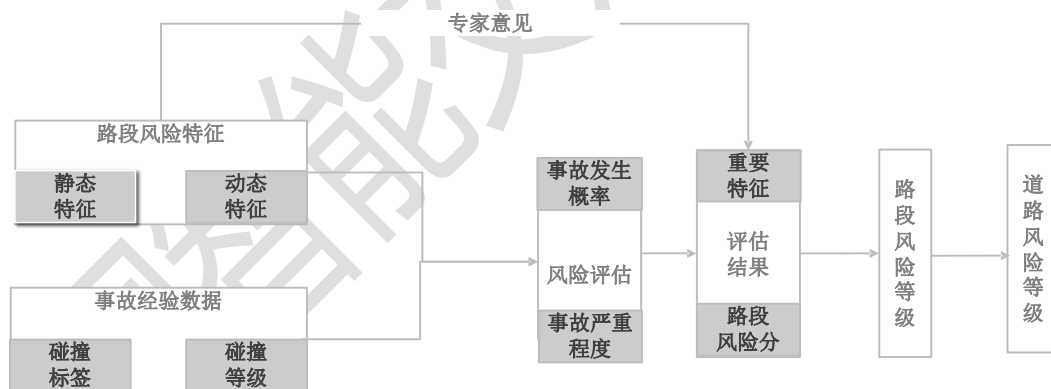 专家意见
路段风险特征
静态
特征
动态
特征
事故经验数据
碰撞
标签
碰撞
等级
事故发生
概率
风险评估
事故严重
程度
重要
特征
评估
结果
路段
风险分
路段风险等级
道路风险等级